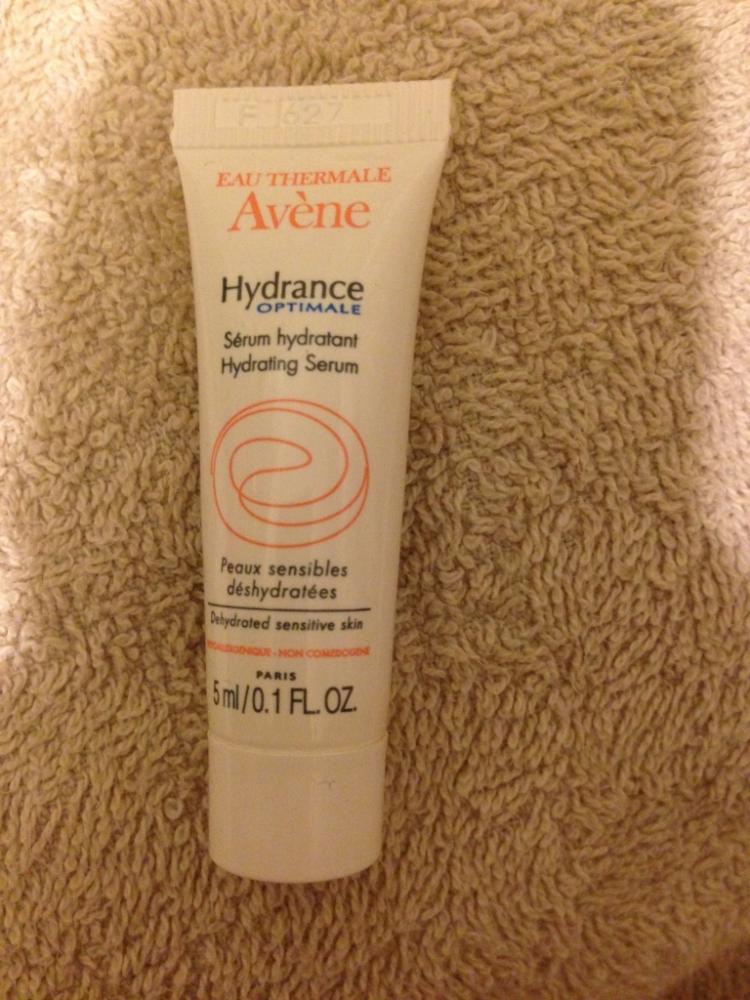 F 627
EAU THERMALE
Avène
Hydrance
OPTIMALE
Sérum hydratant
Hydrating Serum
Peaux sensibles
déshydratées
Dehydrated sensitive skin
- NON COMEDOGÈNE
PARIS
5 ml/0.1 FL.OZ.